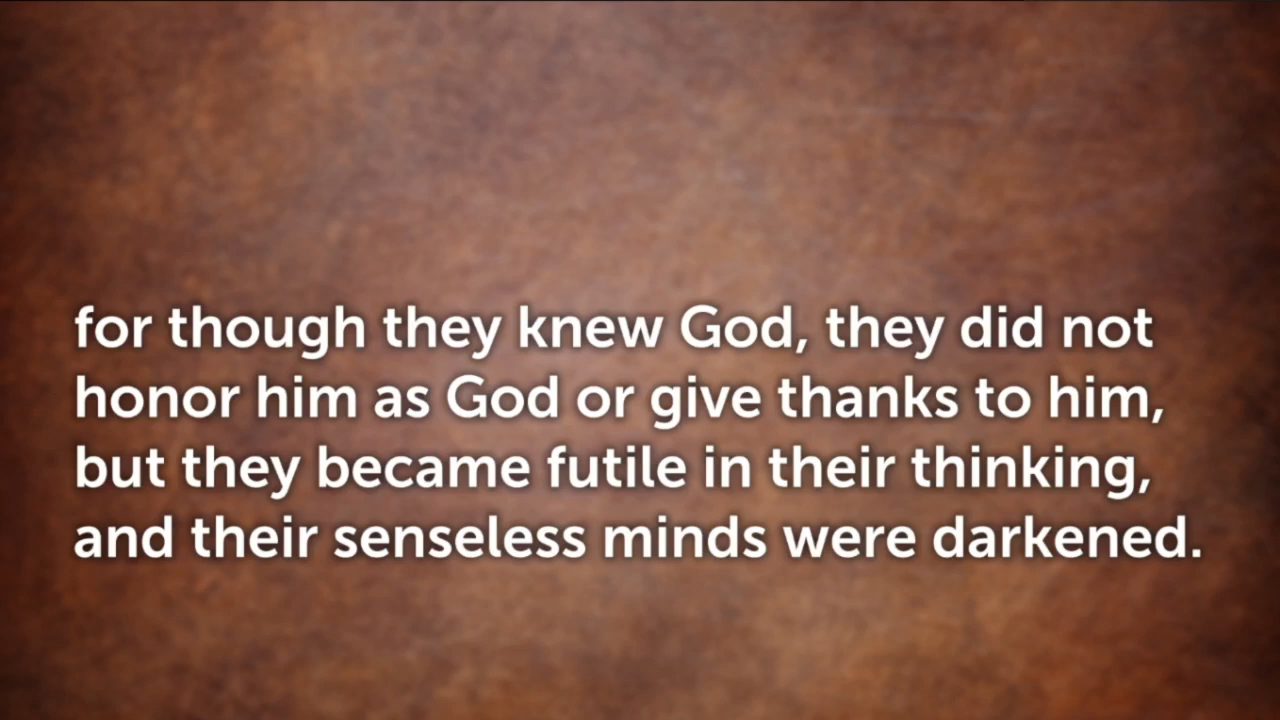 for though they knew God, they did not
honor him as God or give thanks to him,
but they became futile in their thinking,
and their senseless minds were darkened.